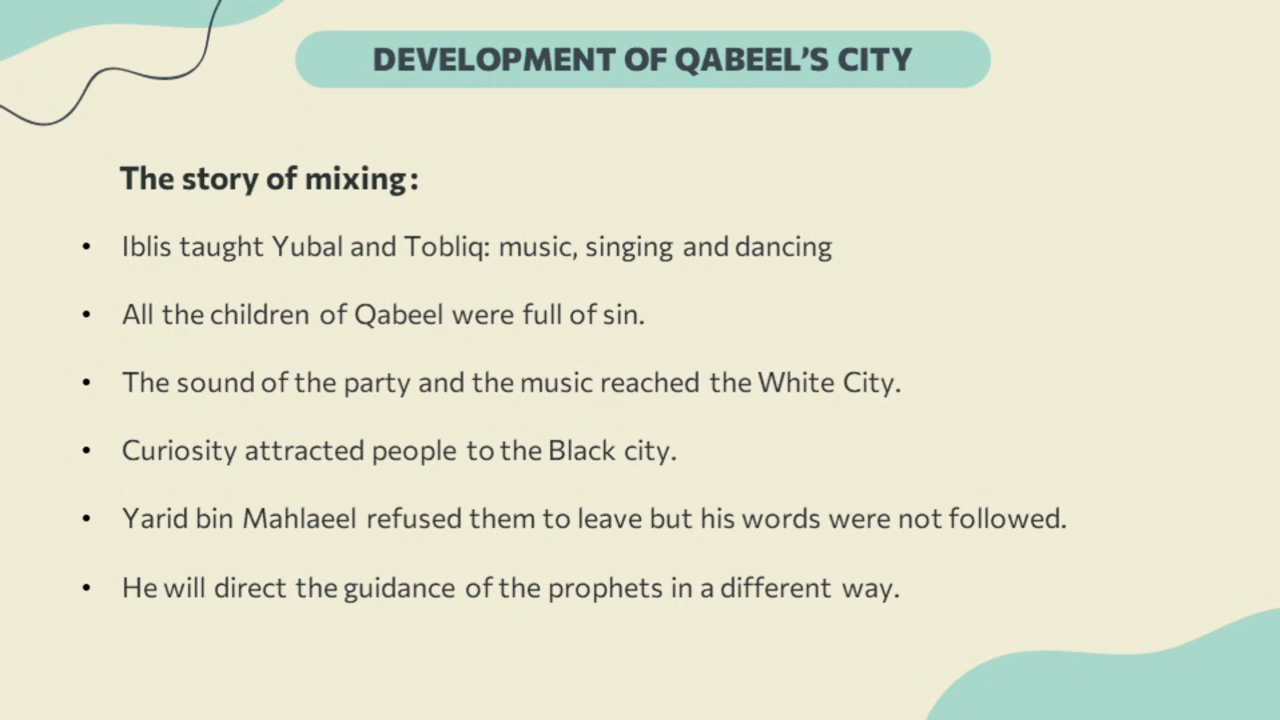 DEVELOPMENT OF QABEEL'S CITY
The story of mixing:
• Iblis taught Yubal and Tobliq: music, singing and dancing
• All the children of Qabeel were full of sin.
• The sound of the party and the music reached the White City.
• Curiosity attracted people to the Black city.
• Yarid bin Mahlaeel refused them to leave but his words were not followed.
• He will direct the guidance of the prophets in a different way.